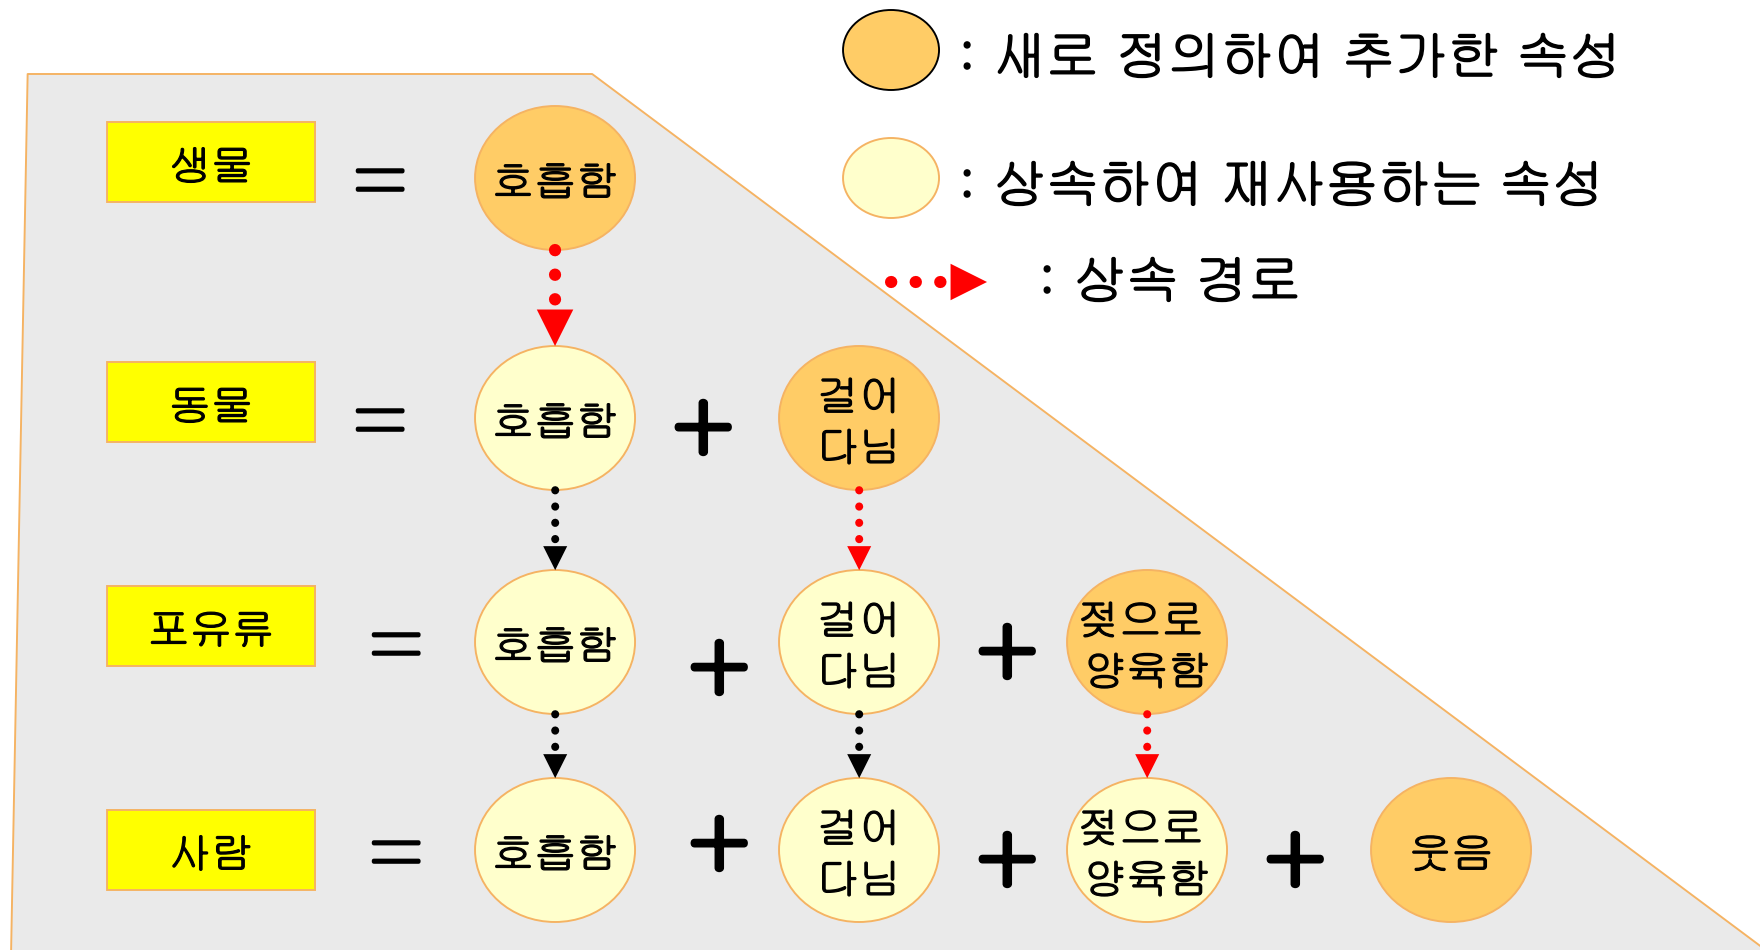 : 새로 정의하여 추가한 속성
: 상속하여 재사용하는 속성
: 상속 경로
생물 = 호흡함
동물 = 호흡함 + 걸어
다님
포유류 = 호흡함 + 걸어
다님 + 젖으로
양육함
사람 = 호흡함 + 걸어
다님 + 젖으로
양육함 + 웃음